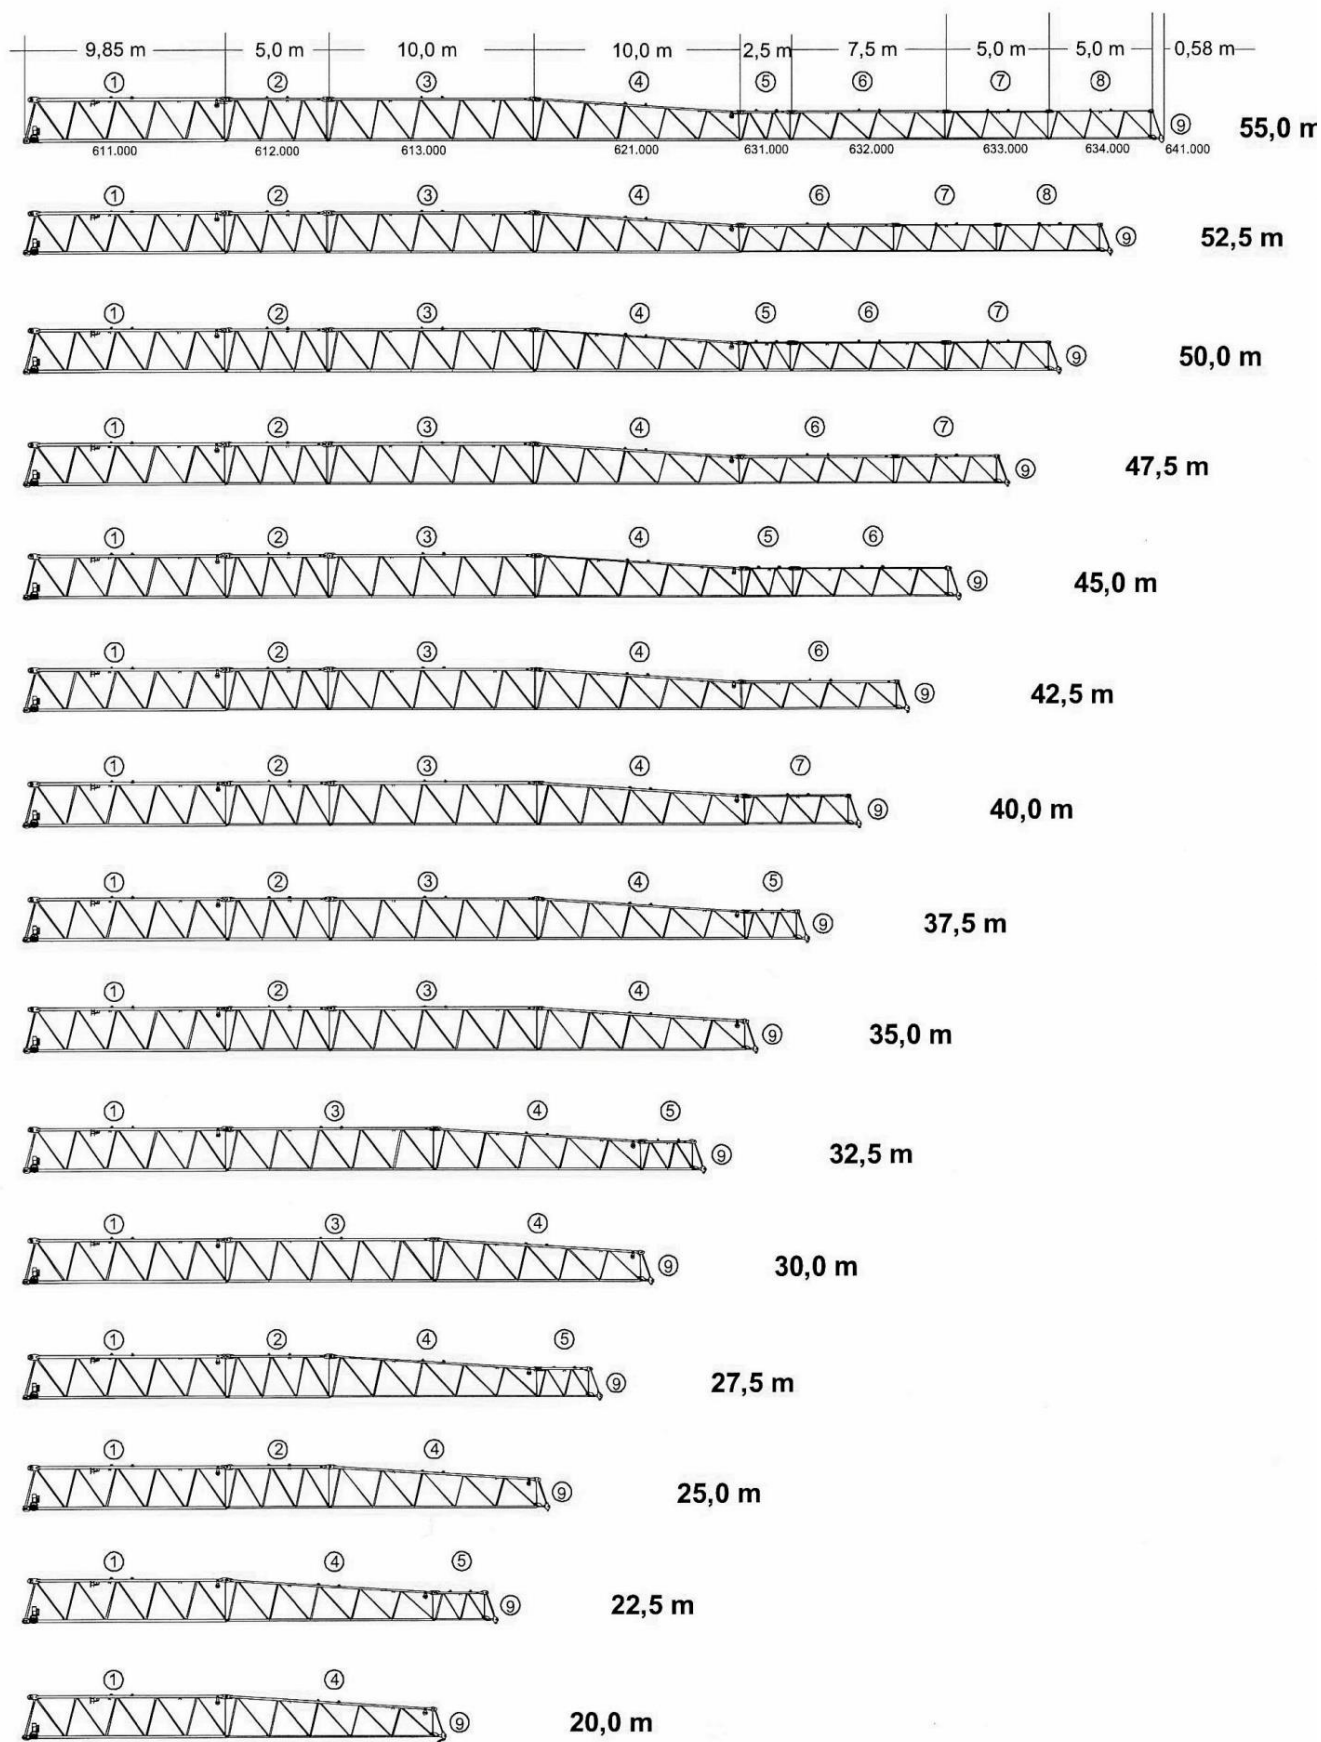 9,85 m 5,0 m 10,0 m 10,0 m 2,5 m 7,5 m 5,0 m 5,0 m 0,58 m
① ② ③ ④ ⑤ ⑥ ⑦ ⑧
⑨ 55,0 m
611.000 612.000 613.000 621.000 631.000 632.000 633.000 634.000 641.000
① ② ③ ④ ⑥ ⑦ ⑧
⑨ 52,5 m
① ② ③ ④ ⑤ ⑥ ⑦
⑨ 50,0 m
① ② ③ ④ ⑥ ⑦
⑨ 47,5 m
① ② ③ ④ ⑤ ⑥
⑨ 45,0 m
① ② ③ ④ ⑥
⑨ 42,5 m
① ② ③ ④ ⑦
⑨ 40,0 m
① ② ③ ④ ⑤
⑨ 37,5 m
① ② ③ ④
⑨ 35,0 m
① ③ ④ ⑤
⑨ 32,5 m
① ③ ④
⑨ 30,0 m
① ② ④ ⑤
⑨ 27,5 m
① ② ④
⑨ 25,0 m
① ④ ⑤
⑨ 22,5 m
① ④
⑨ 20,0 m